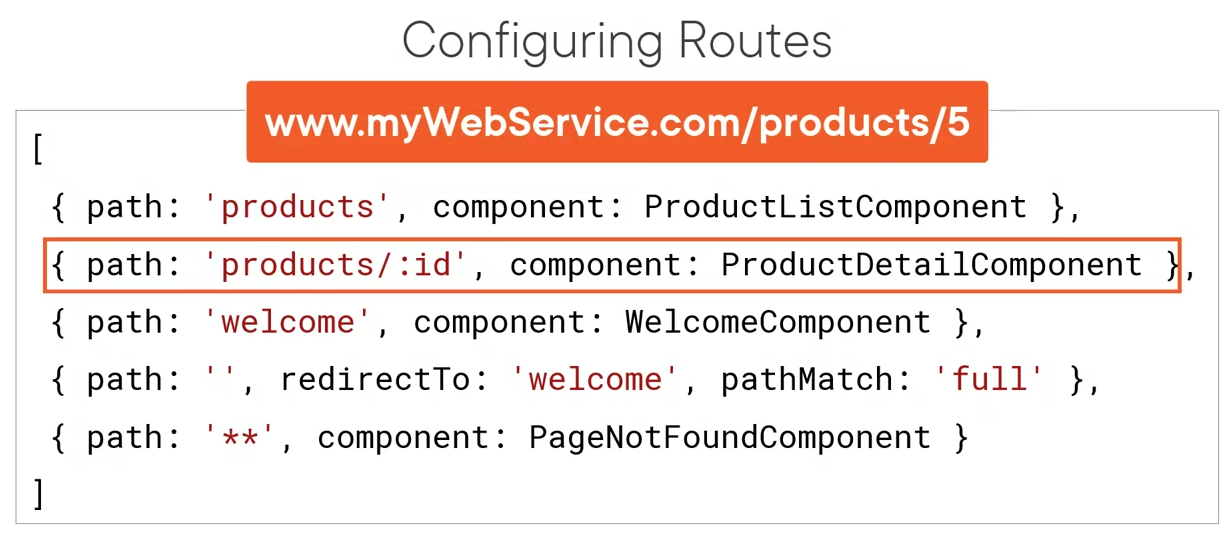 Configuring Routes
www.myWebService.com/products/5
[
{ path: 'products', component: ProductListComponent },
{ path: 'products/:id', component: ProductDetailComponent },
{ path: 'welcome', component: WelcomeComponent },
{ path: '', redirectTo: 'welcome', pathMatch: 'full' },
{ path: '**', component: PageNotFoundComponent }
]